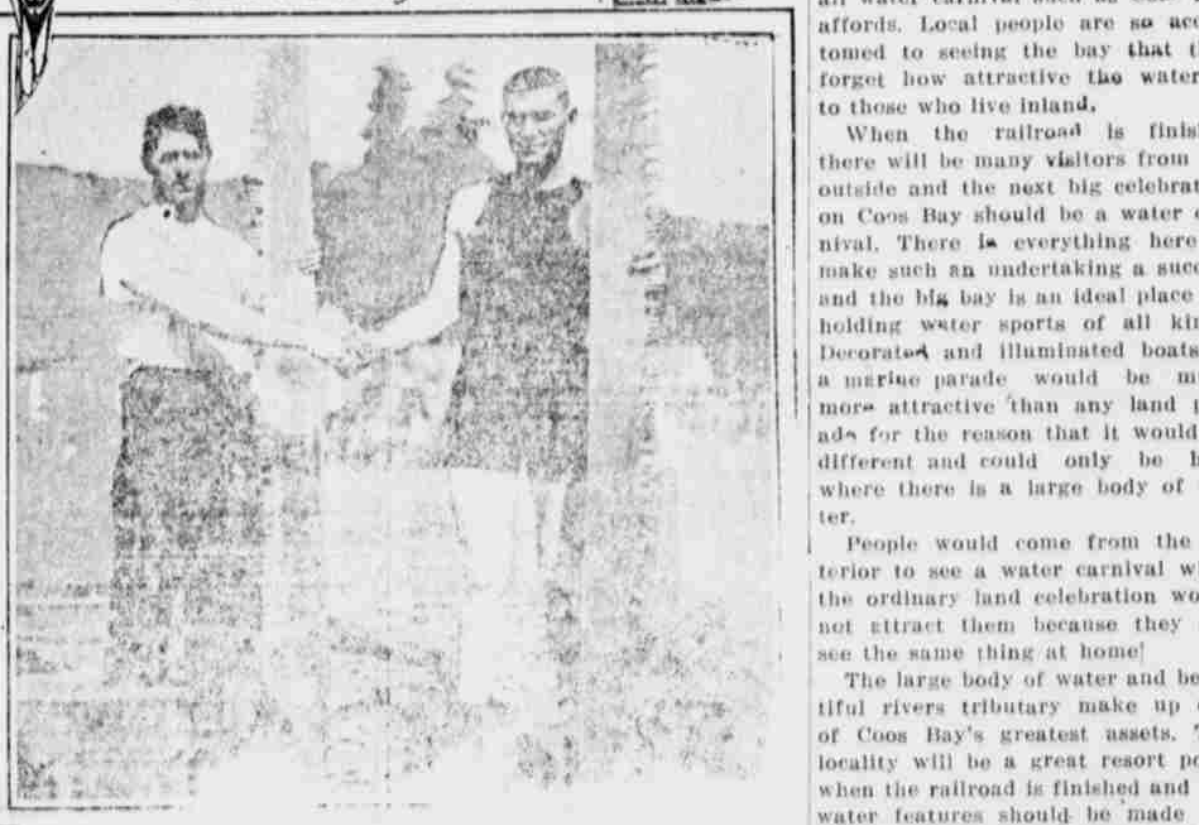 affords. Local people are so acc
tomed to seeing the bay that t
forget how attractive the water
to those who live inland.
When the railroad is finis
there will be many visitors from
outside and the next big celebrat
on Coos Bay should be a water
nival. There is everything here
make such an undertaking a succ
and the big bay is an ideal place
holding water sports of all kin
Decorated and illuminated boats
a marine parade would be m
more attractive than any land
ade for the reason that it would
different and could only be h
where there is a large body of
ter.
People would come from the
terior to see a water carnival w
the ordinary land celebration wo
not attract them because they
see the same thing at home
The large body of water and be
tiful rivers tributary make up
of Coos Bay's greatest assets.
locality will be a great resort po
when the railroad is finished and
water features should be made